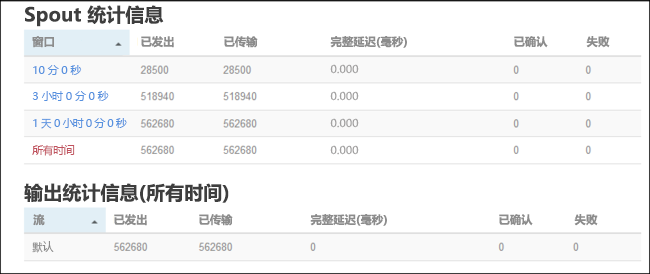 Spout 统计信息
窗口 已发出 已传输 完整延迟(毫秒) 已确认 失败
10 分 0 秒 28500 28500 0.000 0 0
3 小时 0 分 0 秒 518940 518940 0.000 0 0
1 天 0 小时 0 分 0 秒 562680 562680 0.000 0 0
所有时间 562680 562680 0.000 0 0
输出统计信息(所有时间)
流 已发出 已传输 完整延迟(毫秒) 已确认 失败
默认 562680 562680 0 0 0